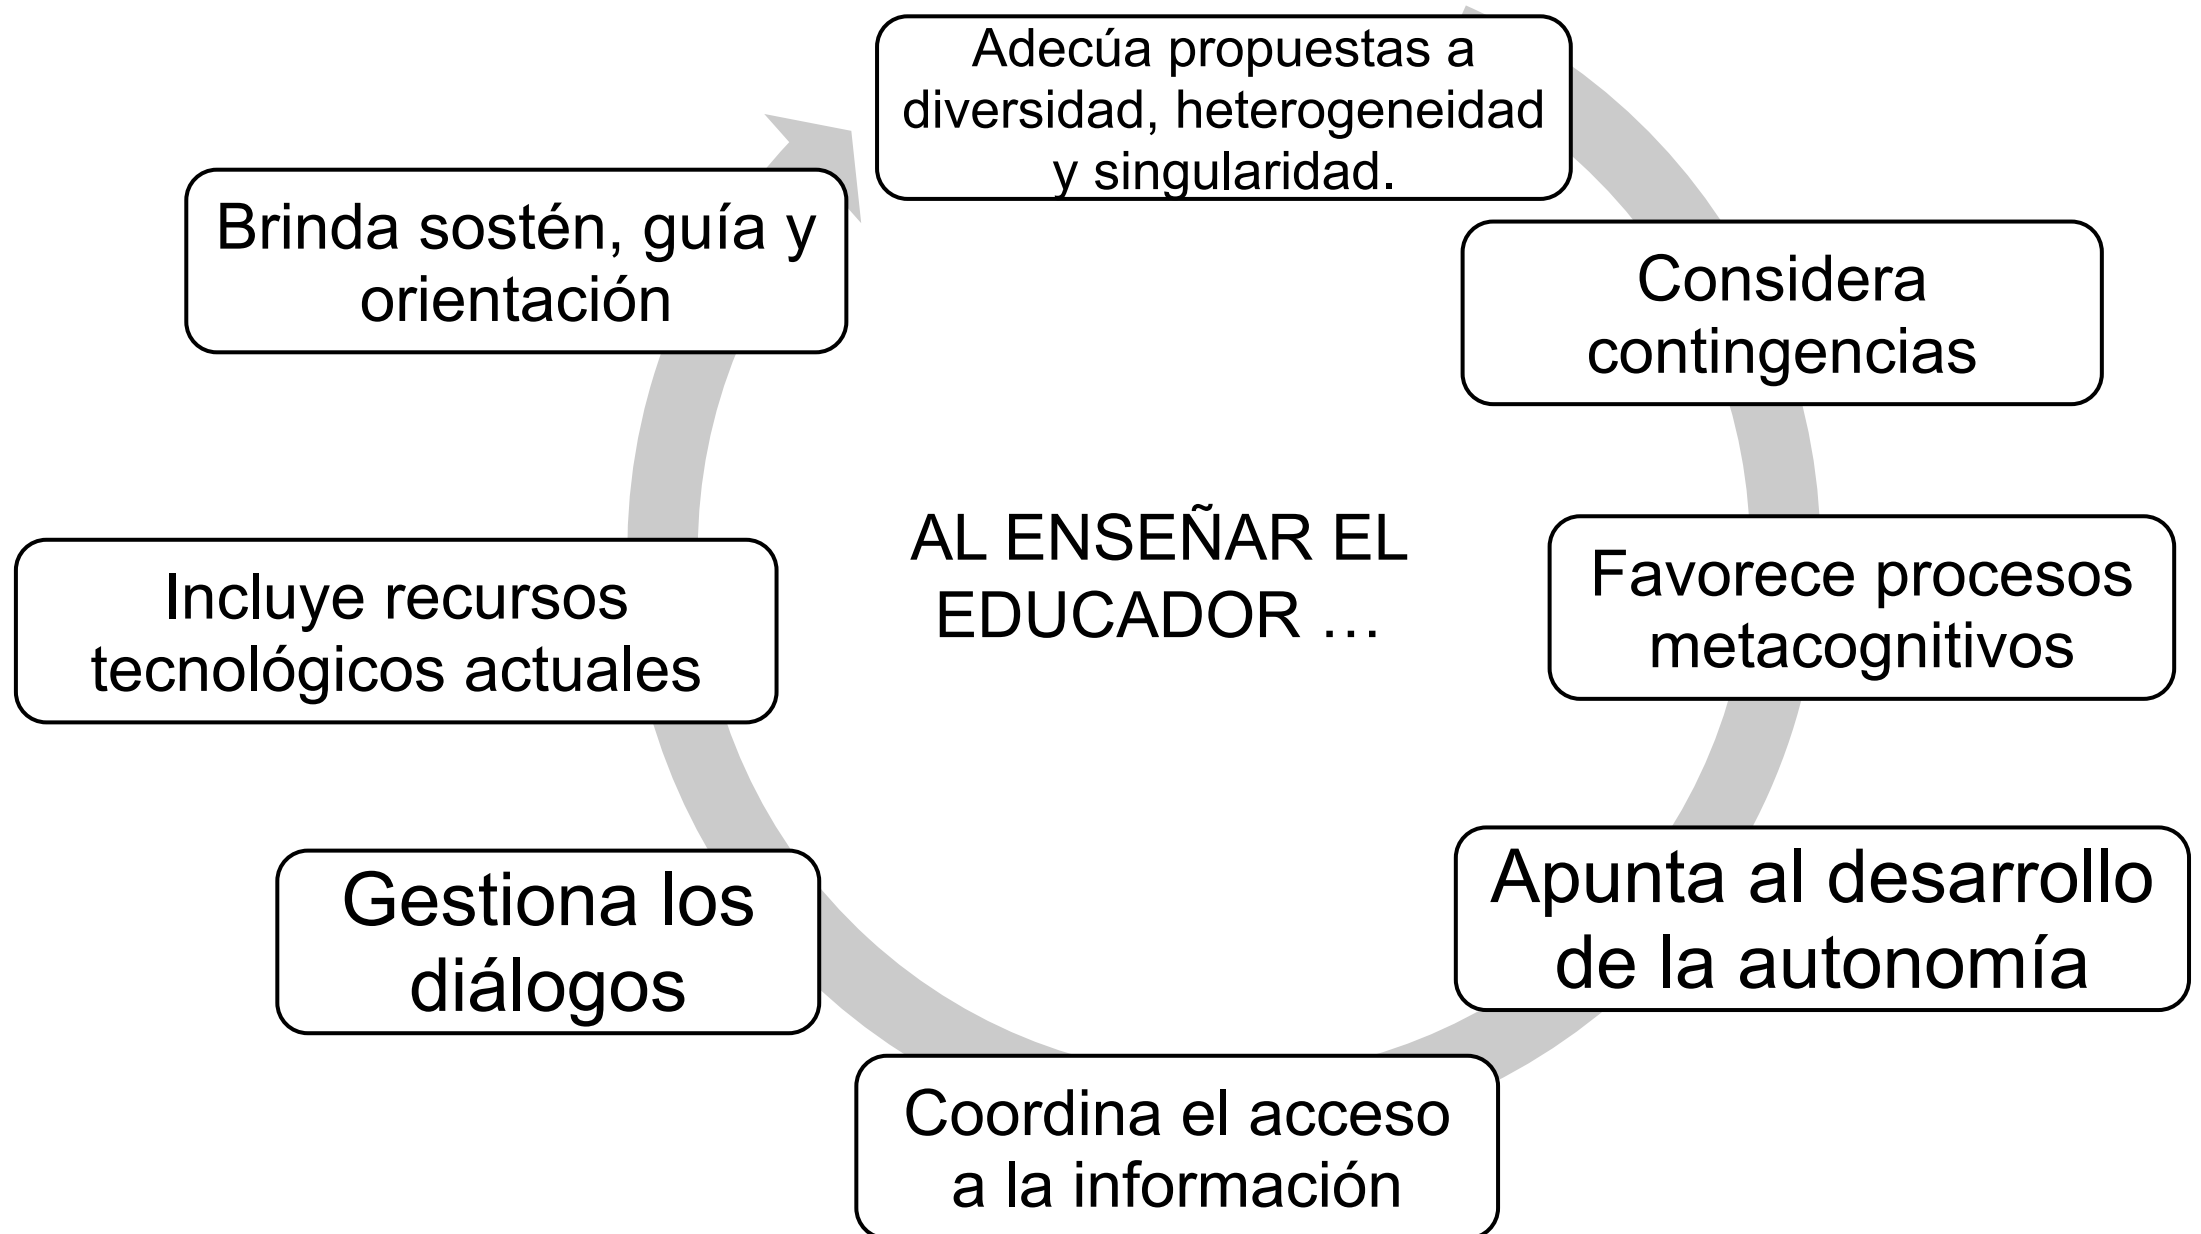 Adecúa propuestas a
diversidad, heterogeneidad
y singularidad.
Considera
contingencias
Favorece procesos
metacognitivos
Apunta al desarrollo
de la autonomía
Coordina el acceso
a la información
Gestiona los
diálogos
Incluye recursos
tecnológicos actuales
Brinda sostén, guía y
orientación
AL ENSEÑAR EL
EDUCADOR …